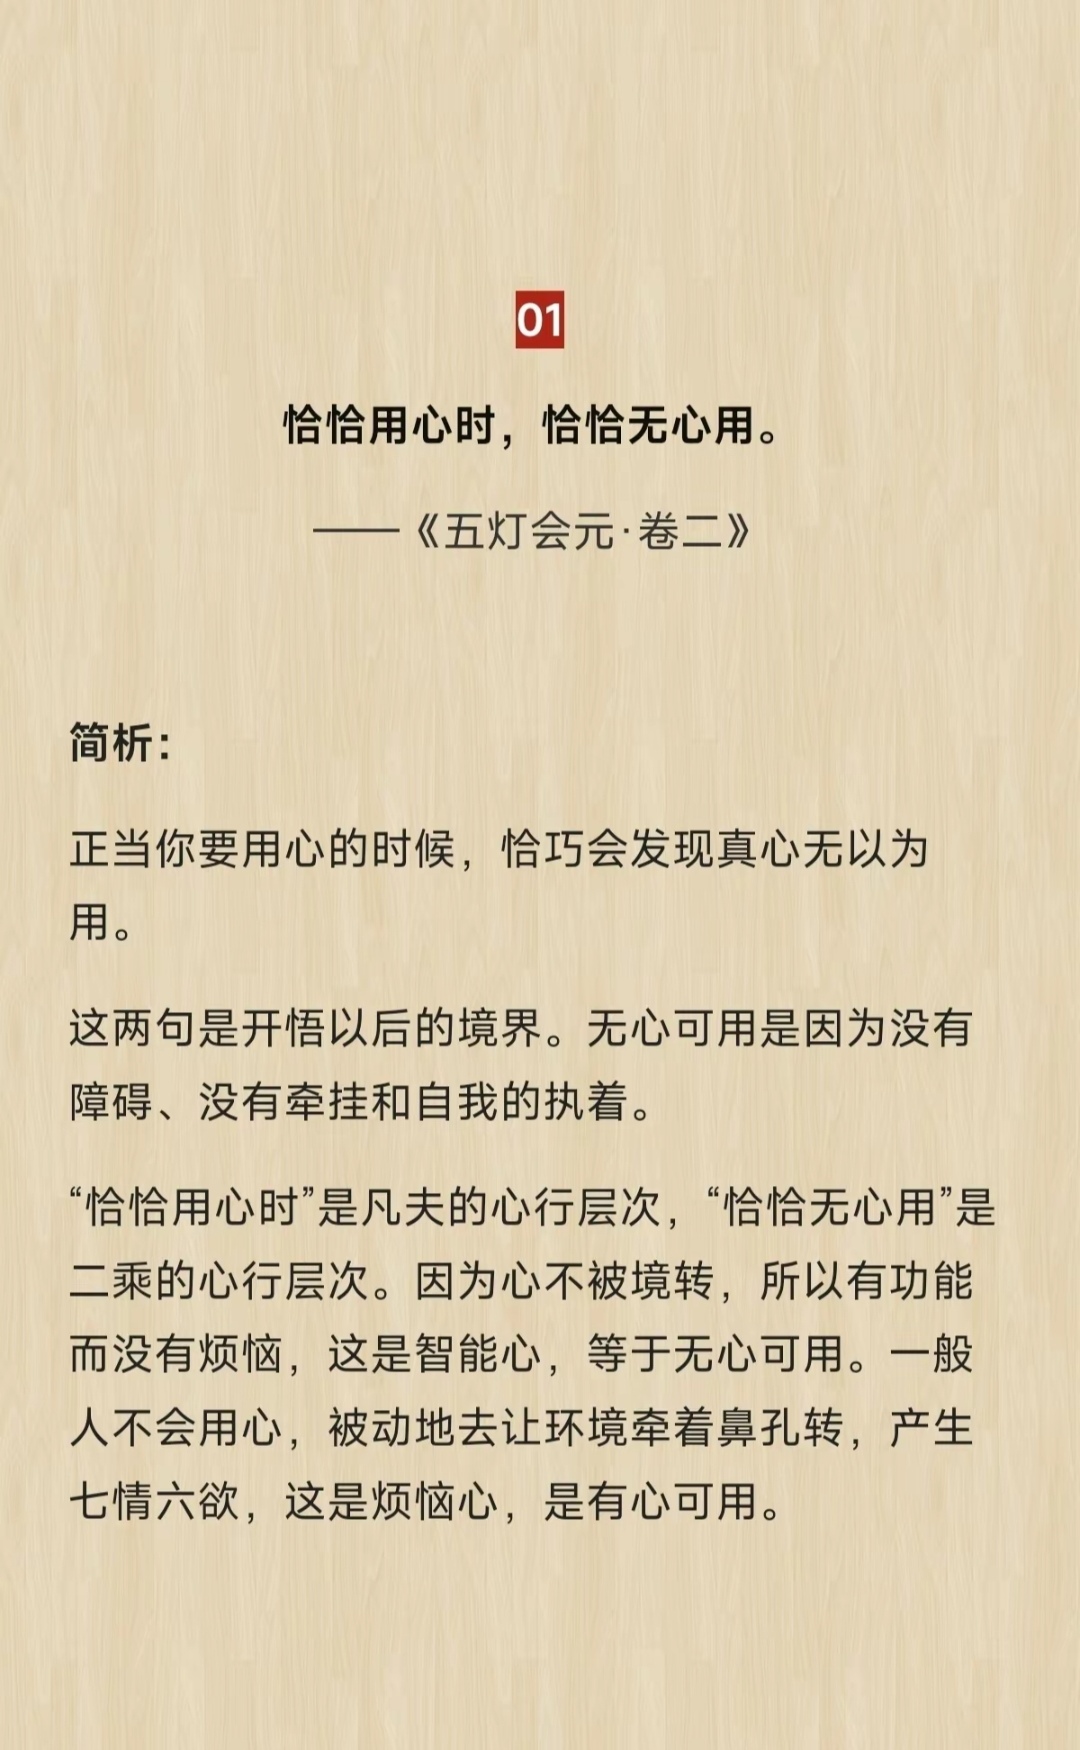 01
恰恰用心时，恰恰无心用。
——《五灯会元·卷二》
简析：
正当你要用心的时候，恰巧会发现真心无以为
用。
这两句是开悟以后的境界。无心可用是因为没有
障碍、没有牵挂和自我的执着。
“恰恰用心时”是凡夫的心行层次，“恰恰无心用”是
二乘的心行层次。因为心不被境转，所以有功能
而没有烦恼，这是智能心，等于无心可用。一般
人不会用心，被动地去让环境牵着鼻孔转，产生
七情六欲，这是烦恼心，是有心可用。